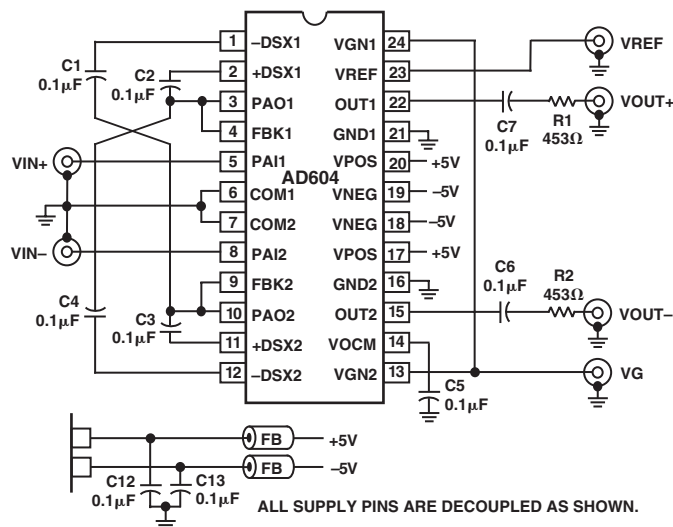 C1
0.1µF
C2
0.1µF
1
–DSX1
VGN1
24
VREF
2
+DSX1
VREF
23
3
PAO1
OUT1
22
VOUT+
C7
0.1µF
R1
453Ω
4
FBK1
GND1
21
VIN+
5
PAI1
VPOS
20
+5V
AD604
6
COM1
VNEG
19
–5V
7
COM2
VNEG
18
–5V
VIN–
8
PAI2
VPOS
17
+5V
9
FBK2
GND2
16
C6
0.1µF
R2
453Ω
C4
0.1µF
C3
0.1µF
10
PAO2
OUT2
15
VOUT–
11
+DSX2
VOCM
14
12
–DSX2
VGN2
13
VG
C5
0.1µF
FB
+5V
FB
–5V
C12
0.1µF
C13
0.1µF
ALL SUPPLY PINS ARE DECOUPLED AS SHOWN.